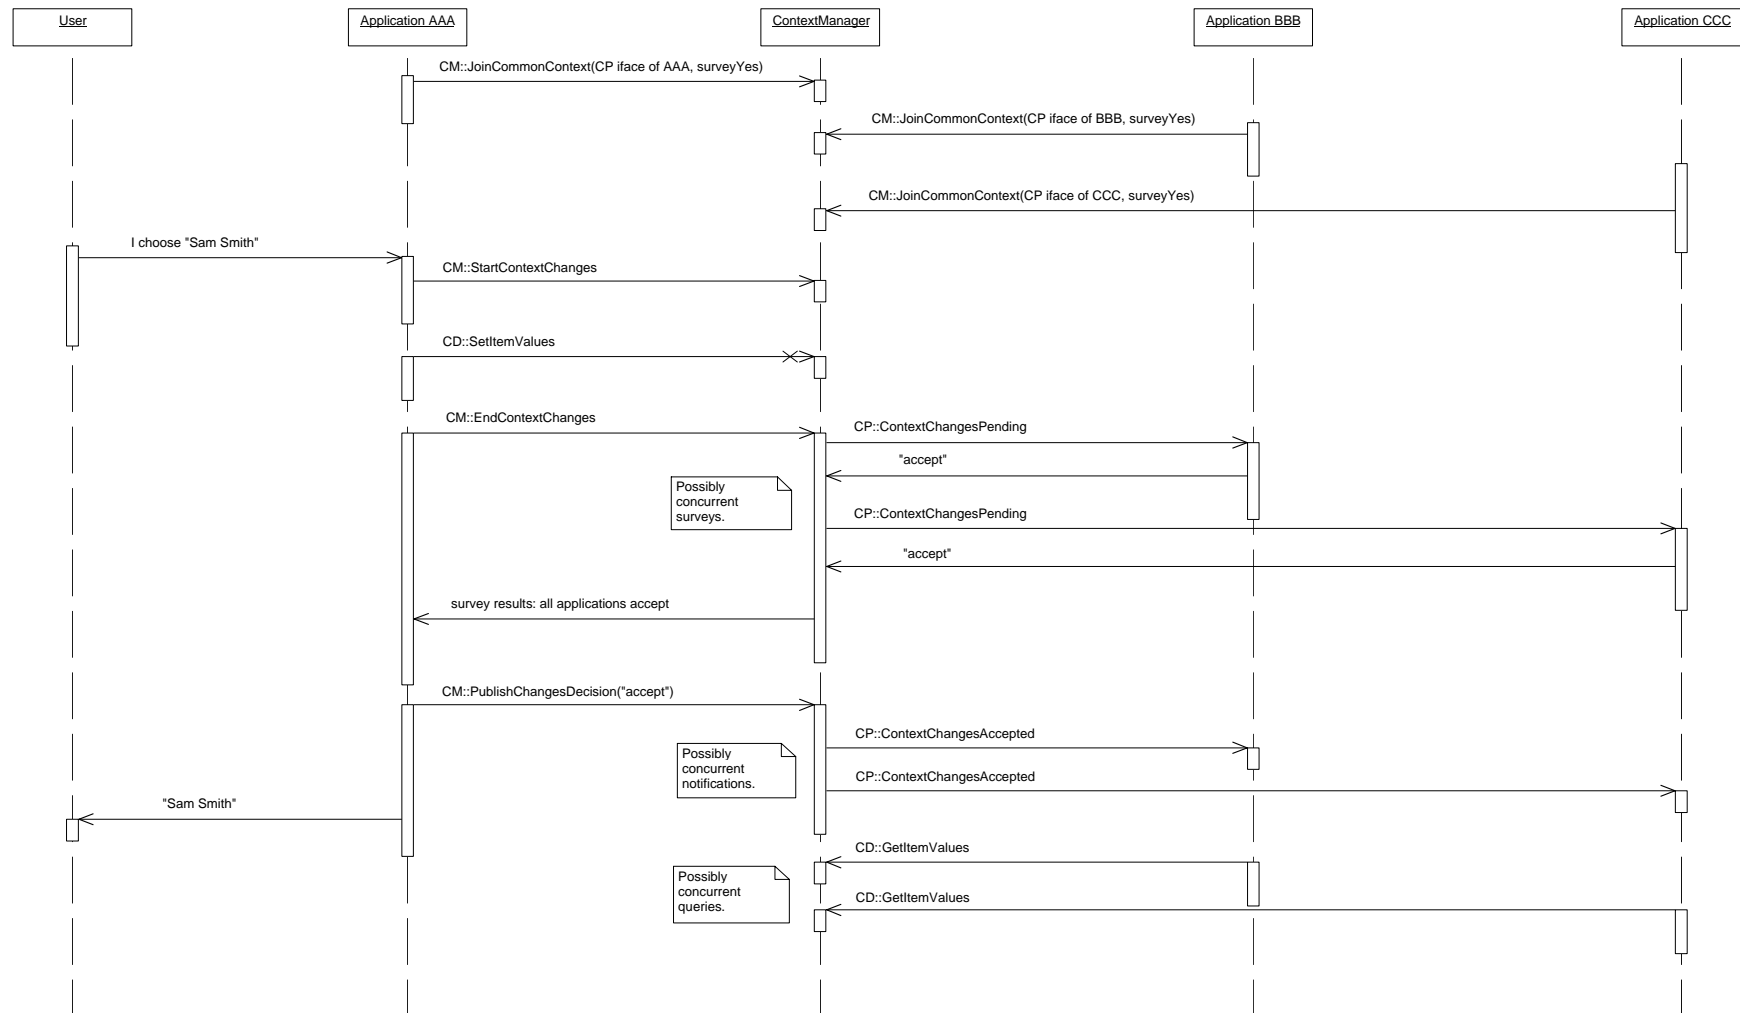 User
Application AAA
ContextManager
Application BBB
Application CCC
CM::JoinCommonContext(CP iface of AAA, surveyYes)
CM::JoinCommonContext(CP iface of BBB, surveyYes)
CM::JoinCommonContext(CP iface of CCC, surveyYes)
I choose "Sam Smith"
CM::StartContextChanges
CD::SetItemValues
CM::EndContextChanges
CP::ContextChangesPending
"accept"
Possibly
concurrent
surveys.
CP::ContextChangesPending
"accept"
survey results: all applications accept
CM::PublishChangesDecision("accept")
CP::ContextChangesAccepted
Possibly
concurrent
notifications.
CP::ContextChangesAccepted
"Sam Smith"
CD::GetItemValues
Possibly
concurrent
queries.
CD::GetItemValues